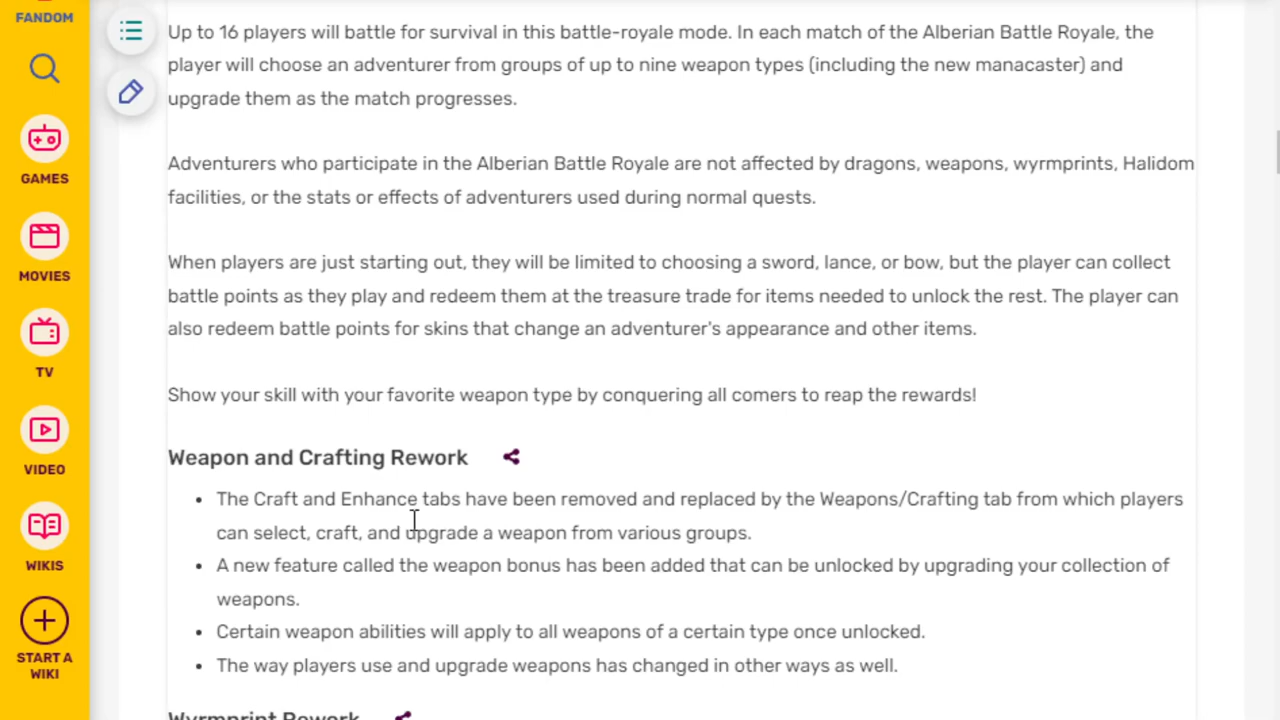 FANDOM
GAMES
MOVIES
TV
VIDEO
WIKIS
START A
WIKI
Up to 16 players will battle for survival in this battle-royale mode. In each match of the Alberian Battle Royale, the
player will choose an adventurer from groups of up to nine weapon types (including the new manacaster) and
upgrade them as the match progresses.
Adventurers who participate in the Alberian Battle Royale are not affected by dragons, weapons, wyrmprints, Halidom
facilities, or the stats or effects of adventurers used during normal quests.
When players are just starting out, they will be limited to choosing a sword, lance, or bow, but the player can collect
battle points as they play and redeem them at the treasure trade for items needed to unlock the rest. The player can
also redeem battle points for skins that change an adventurer's appearance and other items.
Show your skill with your favorite weapon type by conquering all comers to reap the rewards!
Weapon and Crafting Rework
• The Craft and Enhance tabs have been removed and replaced by the Weapons/Crafting tab from which players
can select, craft, and upgrade a weapon from various groups.
• A new feature called the weapon bonus has been added that can be unlocked by upgrading your collection of
weapons.
• Certain weapon abilities will apply to all weapons of a certain type once unlocked.
• The way players use and upgrade weapons has changed in other ways as well.
Wyrmprint Rework